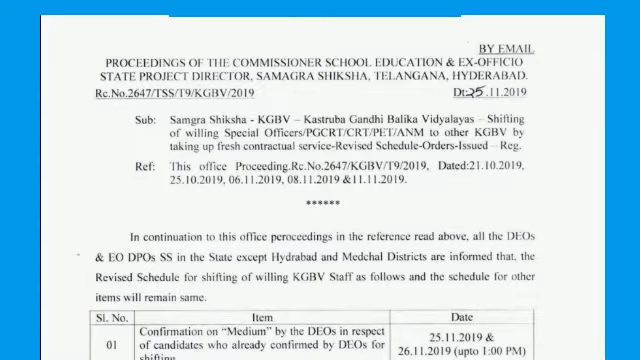 BY EMAIL
PROCEEDINGS OF THE COMMISSIONER SCHOOL EDUCATION & EX-OFFICIO
STATE PROJECT DIRECTOR, SAMAGRA SHIKSHA, TELANGANA, HYDERABAD.
Rc.No.2647/TSS/T9/KGBV/2019 Dt:25.11.2019
Sub: Samgra Shiksha - KGBV – Kastruba Gandhi Balika Vidyalayas – Shifting
of willing Special Officers/PGCRT/CRT/PET/ANM to other KGBV by
taking up fresh contractual service-Revised Schedule-Orders-Issued – Reg.
Ref: This office Proceeding.Rc.No.2647/KGBV/T9/2019, Dated:21.10.2019,
25.10.2019, 06.11.2019, 08.11.2019 &11.11.2019.
******
In continuation to this office peroceedings in the reference read above, all the DEOs
& EO DPOs SS in the State except Hydrabad and Medchal Districts are informed that, the
Revised Schedule for shifting of willing KGBV Staff as follows and the schedule for other
items will remain same.
Sl. No. Item Date
01 Confirmation on “Medium” by the DEOs in respect
of candidates who already confirmed by DEOs for
shifting
25.11.2019 &
26.11.2019 (upto 1:00 PM)